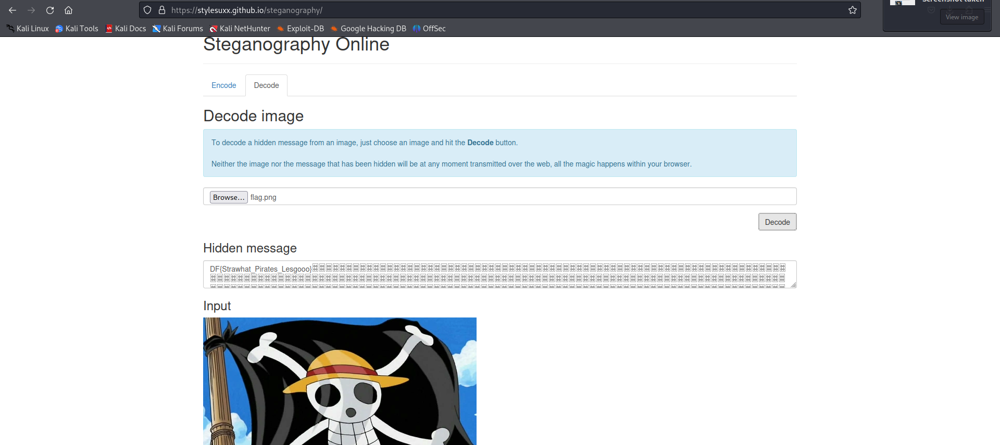 https://stylesuxx.github.io/steganography/
Screenshot taken
View image
Kali Linux Kali Tools Kali Docs Kali Forums Kali NetHunter Exploit-DB Google Hacking DB OffSec
Steganography Online
Encode Decode
Decode image
To decode a hidden message from an image, just choose an image and hit the Decode button.
Neither the image nor the message that has been hidden will be at any moment transmitted over the web, all the magic happens within your browser.
Browse... flag.png
Decode
Hidden message
DF{Strawhat_Pirates_Lesgooo}
Input